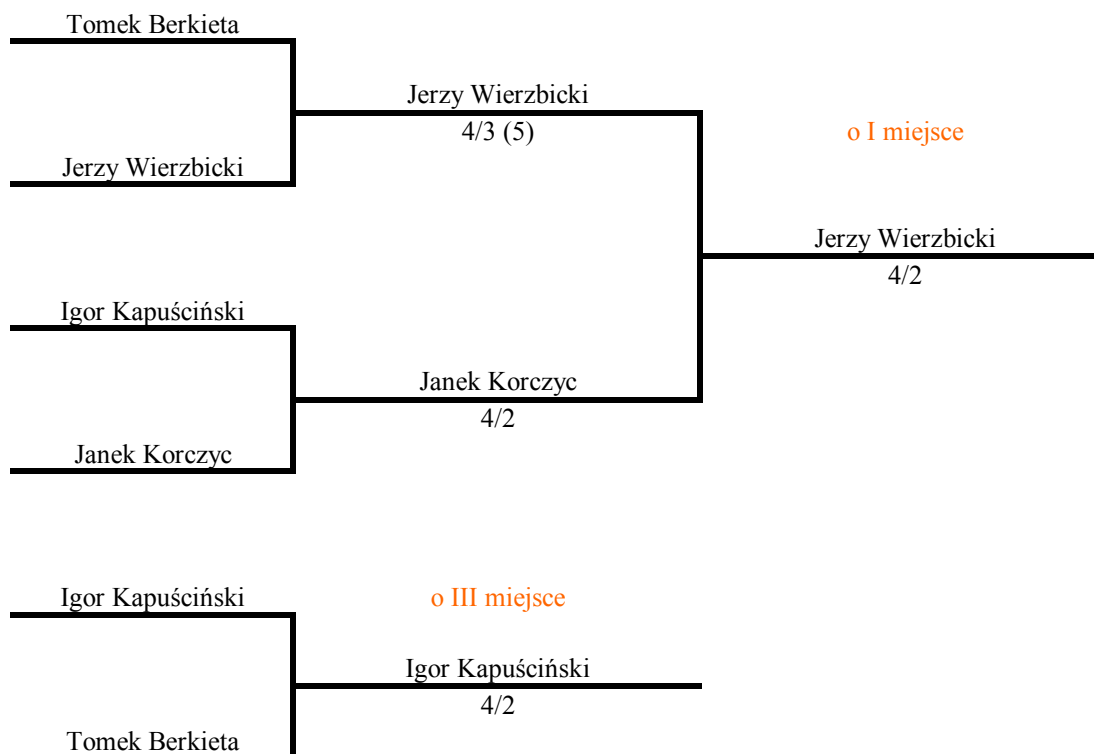 Tomek Berkieta
Jerzy Wierzbicki
4/3 (5)
o I miejsce
Jerzy Wierzbicki
Jerzy Wierzbicki
4/2
Igor Kapuściński
Janek Korczyc
4/2
Janek Korczyc
Igor Kapuściński
o III miejsce
Igor Kapuściński
4/2
Tomek Berkieta